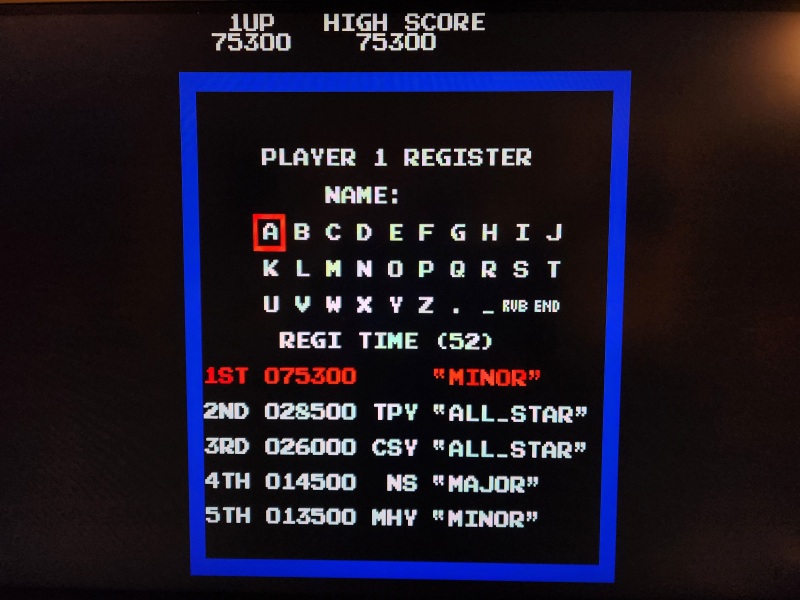 1UP HIGH SCORE
75300 75300
PLAYER 1 REGISTER
NAME:
A B C D E F G H I J
K L M N O P Q R S T
U V W X Y Z . _ RUB END
REGI TIME (52)
1ST 075300 "MINOR"
2ND 028500 TPY "ALL_STAR"
3RD 026000 CSY "ALL_STAR"
4TH 014500 NS "MAJOR"
5TH 013500 MHY "MINOR"